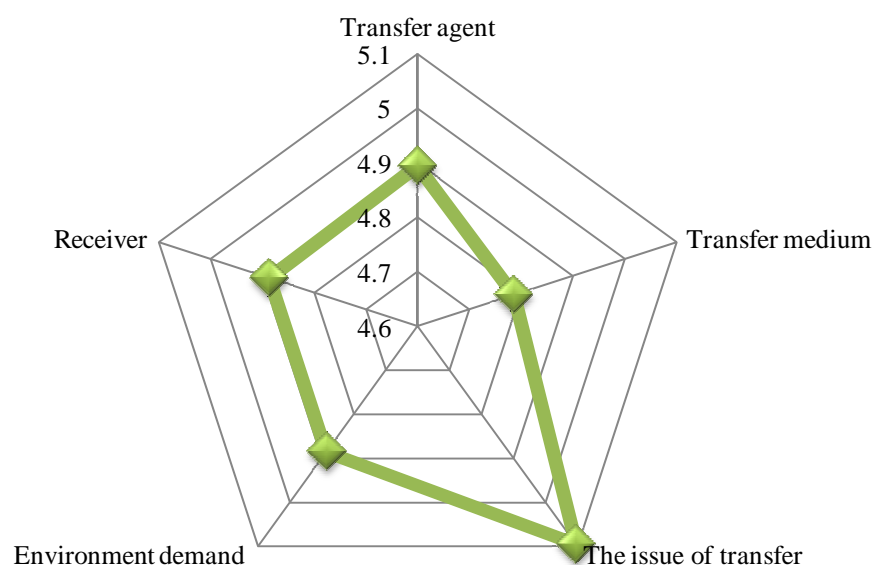 Transfer agent
5.1
5
4.9
4.8
Receiver
Transfer medium
4.7
4.6
Environment demand
The issue of transfer